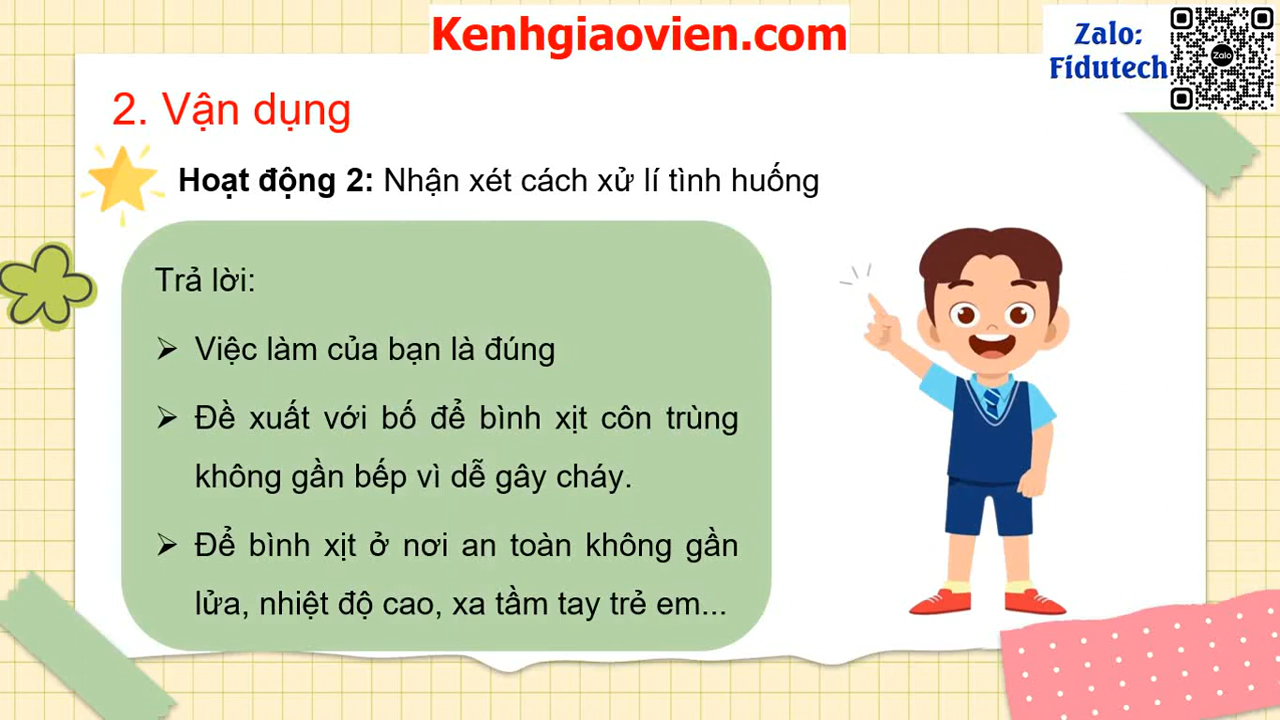 Kenhgiaovien.com
Zalo:
Fidutech
Zalo
2. Vận dụng
Hoạt động 2: Nhận xét cách xử lí tình huống
Trả lời:
➢ Việc làm của bạn là đúng
➢ Đề xuất với bố để bình xịt côn trùng
không gần bếp vì dễ gây cháy.
➢ Để bình xịt ở nơi an toàn không gần
lửa, nhiệt độ cao, xa tầm tay trẻ em...